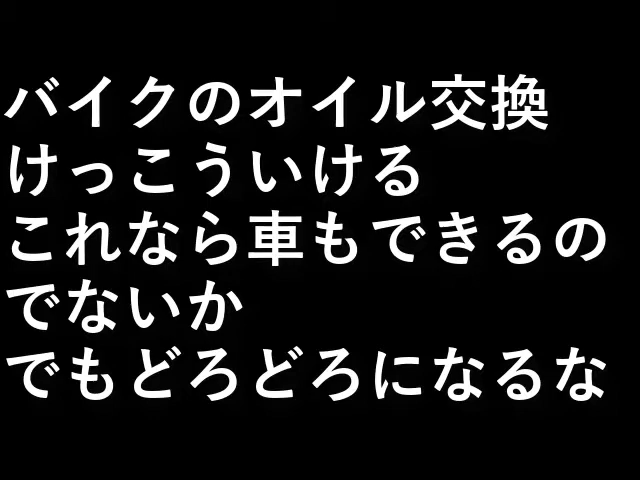 バイクのオイル交換
けっこういける
これなら車もできるの
でないか
でもどろどろになるな